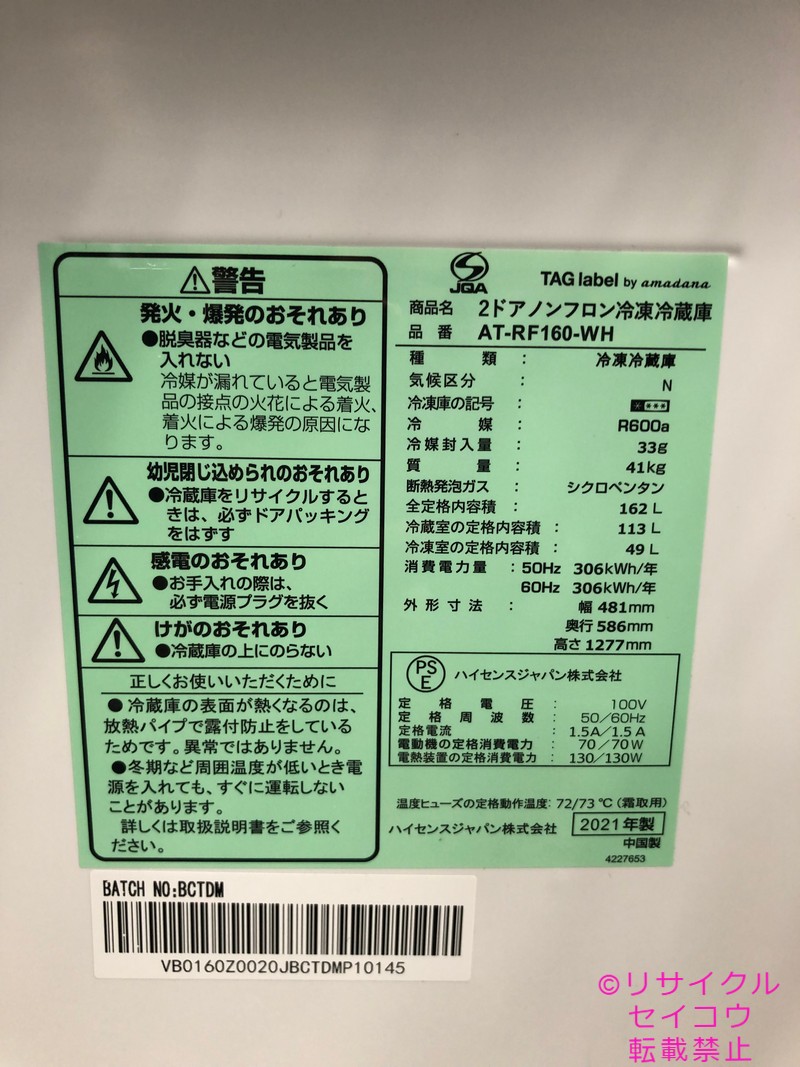 警告
発火・爆発のおそれあり
●脱臭器などの電気製品を
入れない
冷媒が漏れていると電気製
品の接点の火花による着火、
着火による爆発の原因にな
ります。
幼児閉じ込められのおそれあり
●冷蔵庫をリサイクルすると
きは、必ずドアパッキング
をはずす
感電のおそれあり
●お手入れの際は、
必ず電源プラグを抜く
けがのおそれあり
●冷蔵庫の上にのらない
正しくお使いいただくために
●冷蔵庫の表面が熱くなるのは、
放熱パイプで露付防止をしている
ためです。異常ではありません。
●冬期など周囲温度が低いとき電
源を入れても、すぐに運転しない
ことがあります。
詳しくは取扱説明書をご参照く
ださい。
JQA
TAG label by amadana
商品名 2ドアノンフロン冷凍冷蔵庫
品番 AT-RF160-WH
種類: 冷凍冷蔵庫
気候区分: N
冷凍庫の記号: ****
冷媒: R600a
冷媒封入量: 33g
質量: 41kg
断熱発泡ガス: シクロペンタン
全定格内容積: 162 L
冷蔵室の定格内容積: 113 L
冷凍室の定格内容積: 49 L
消費電力量: 50Hz 306kWh/年
60Hz 306kWh/年
外形寸法: 幅 481mm
奥行 586mm
高さ 1277mm
PS
E
ハイセンスジャパン株式会社
定格電圧: 100V
定格周波数: 50/60Hz
定格電流: 1.5A/1.5A
電動機の定格消費電力: 70/70W
電熱装置の定格消費電力: 130/130W
温度ヒューズの定格動作温度: 72/73℃(霜取用)
ハイセンスジャパン株式会社 2021年製
中国製
4227653
BATCH NO:BCTDM
VB0160Z0020JBCTDMP10145
©リサイクル
セイコウ
転載禁止